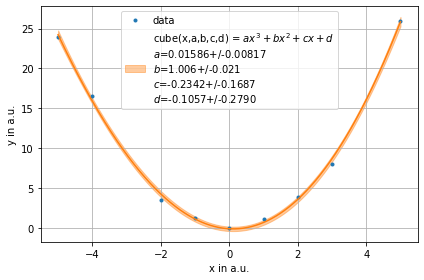 data
cube(x,a,b,c,d) = ax³ + bx² + cx + d
a=0.01586+/-0.00817
b=1.006+/-0.021
c=-0.2342+/-0.1687
d=-0.1057+/-0.2790
25
20
15
10
5
0
y in a.u.
−4
−2
0
2
4
x in a.u.